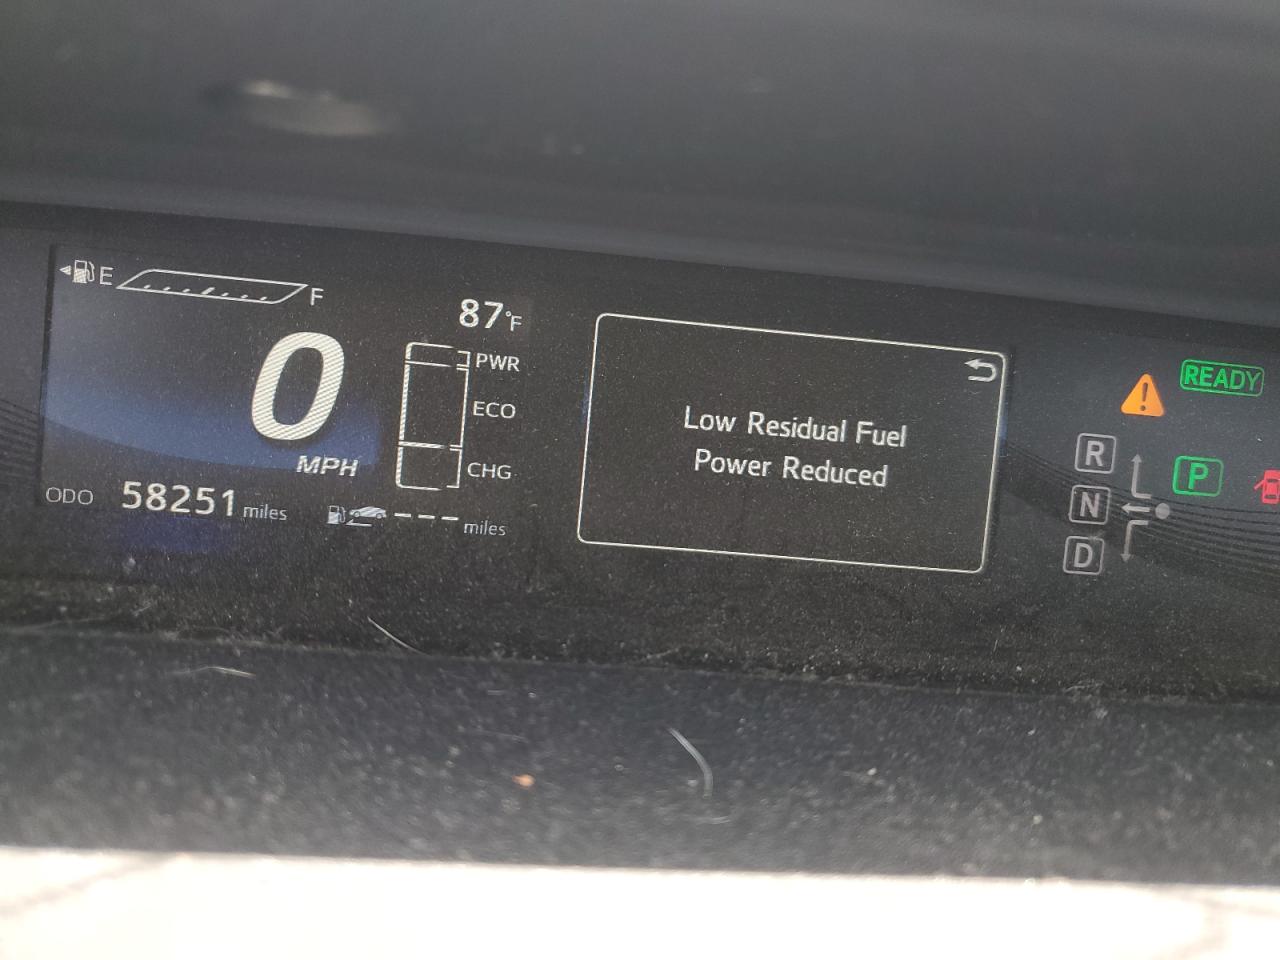 E F
87°F
0
MPH
PWR
ECO
CHG
ODO 58251 miles
--- miles
Low Residual Fuel
Power Reduced
READY
R
N
D
P